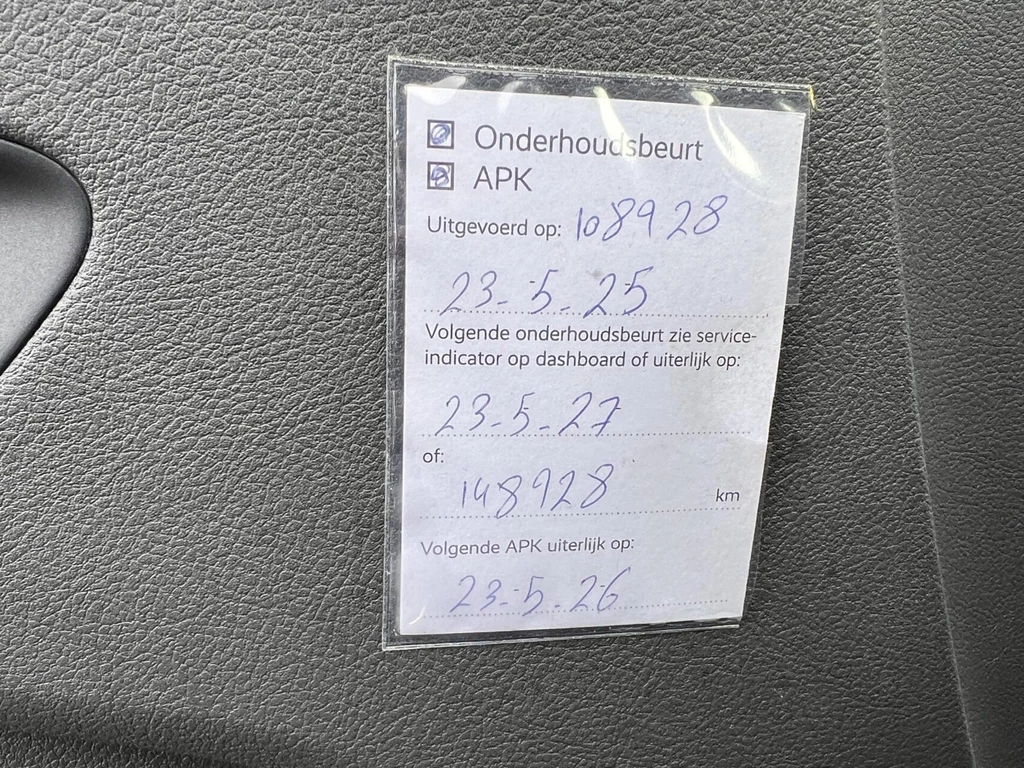 Onderhoudsbeurt
APK
Uitgevoerd op: 108928
23-5-25
Volgende onderhoudsbeurt zie service-
indicator op dashboard of uiterlijk op:
23-5-27
of:
148928 km
Volgende APK uiterlijk op:
23-5-26